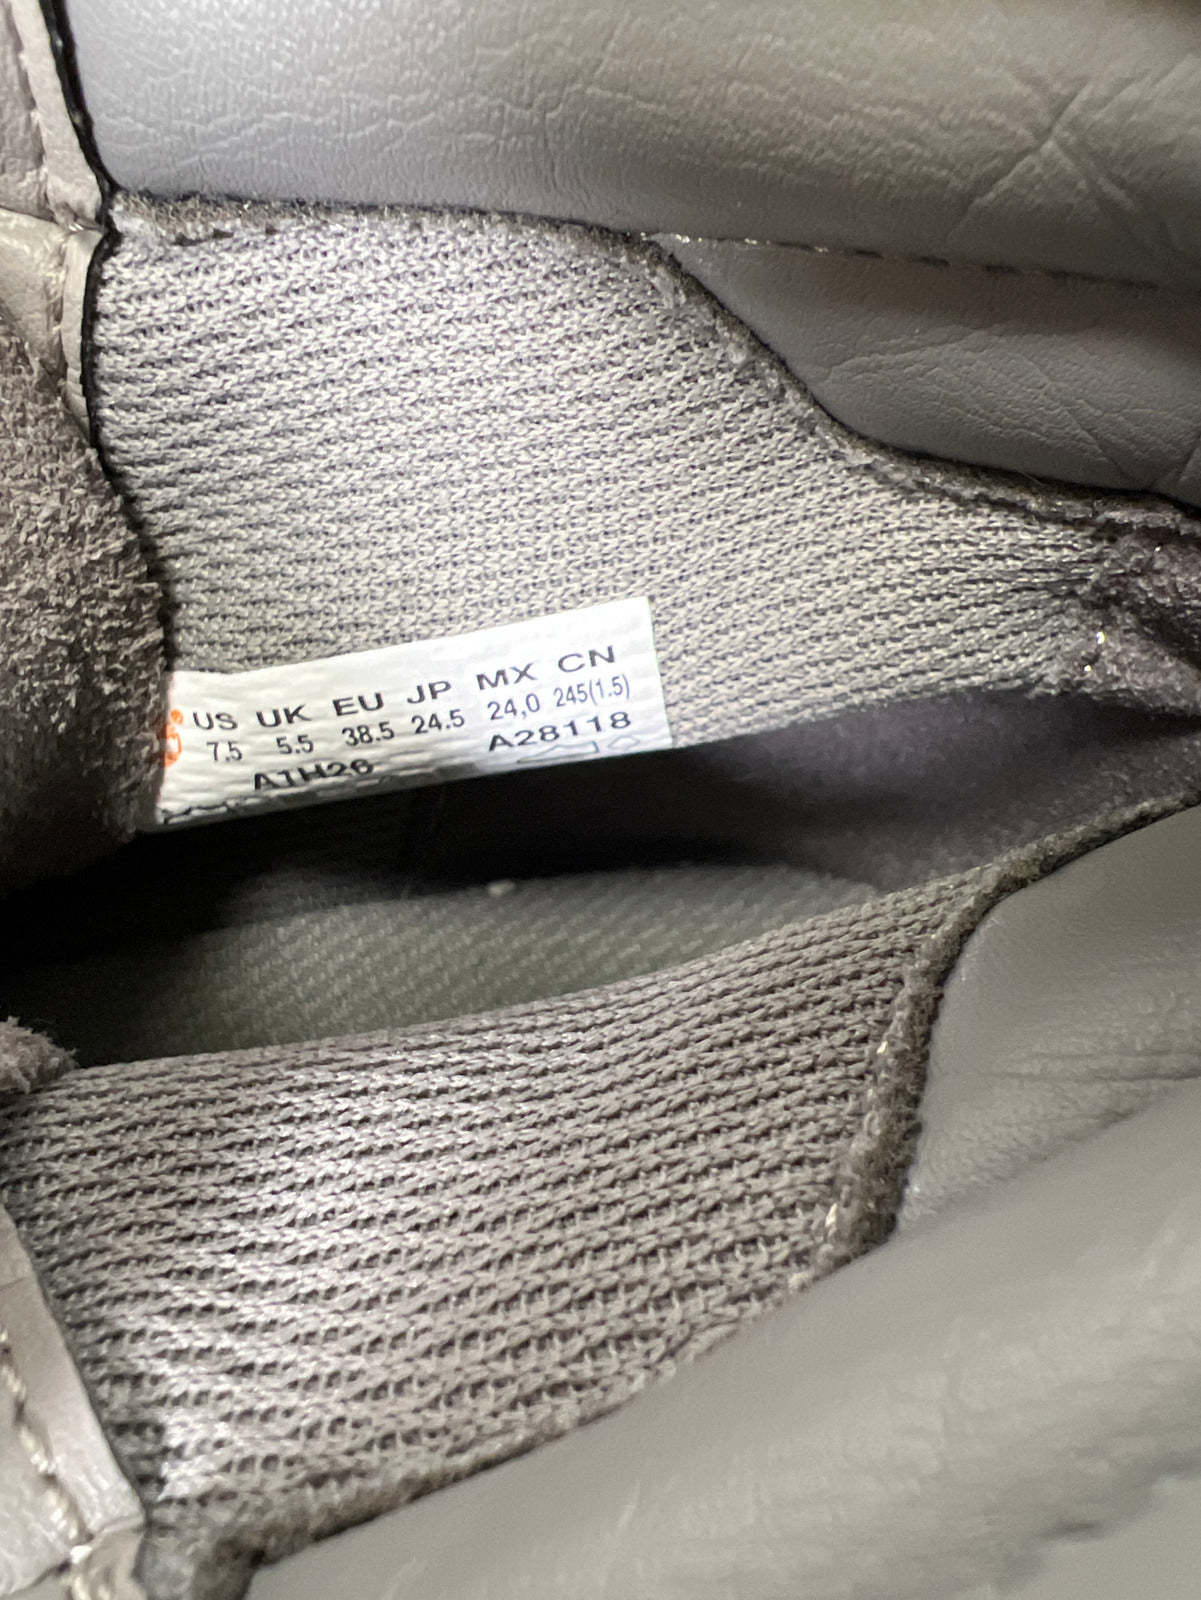 US UK EU JP MX CN
7.5 5.5 38.5 24.5 24,0 245(1.5)
A1H26 A28118